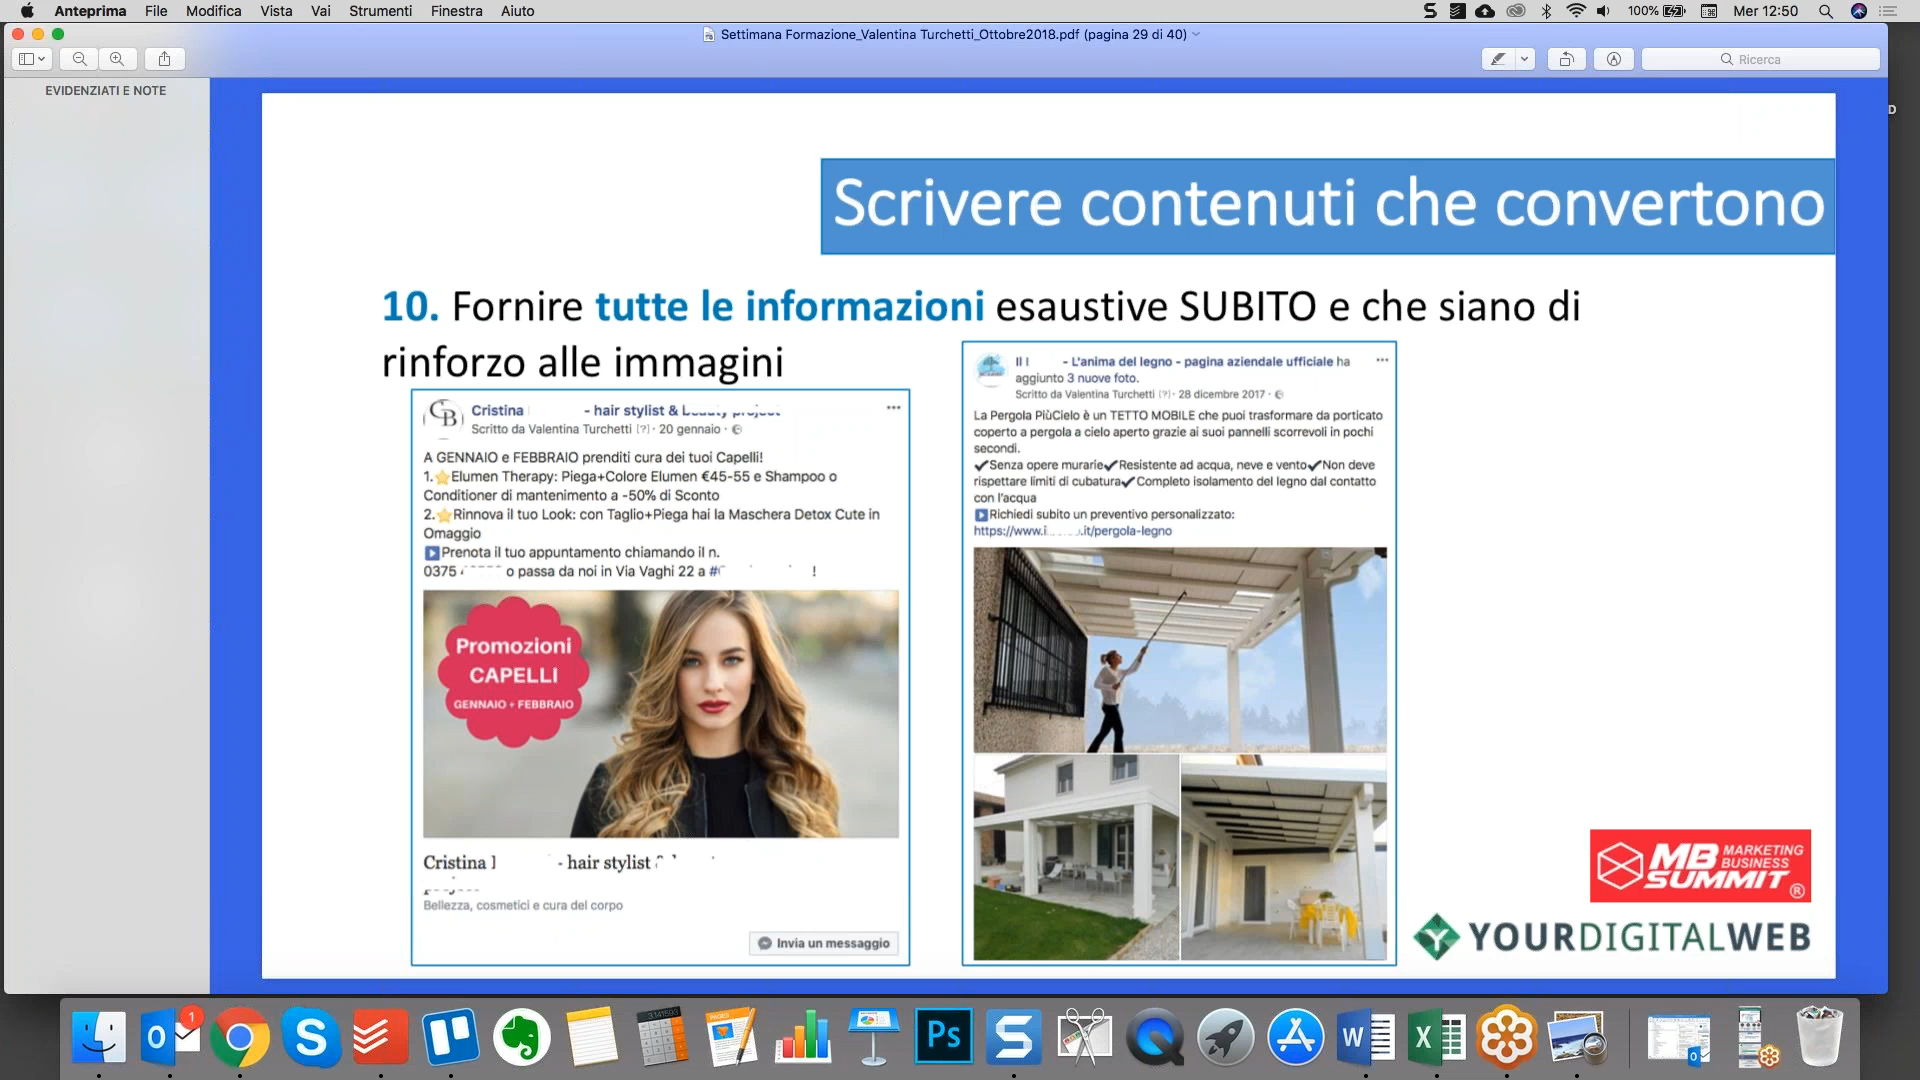 Anteprima File Modifica Vista Vai Strumenti Finestra Aiuto 100% Mer 12:50
Settimana Formazione_Valentina Turchetti_Ottobre2018.pdf (pagina 29 di 40)
Ricerca
EVIDENZIATI E NOTE
Scrivere contenuti che convertono
10. Fornire tutte le informazioni esaustive SUBITO e che siano di
rinforzo alle immagini
Cristina - hair stylist &
Scritto da Valentina Turchetti [?] · 20 gennaio ·
A GENNAIO e FEBBRAIO prenditi cura dei tuoi Capelli!
1.⭐Elumen Therapy: Piega+Colore Elumen €45-55 e Shampoo o
Conditioner di mantenimento a -50% di Sconto
2.⭐Rinnova il tuo Look: con Taglio+Piega hai la Maschera Detox Cute in
Omaggio
▶Prenota il tuo appuntamento chiamando il n.
0375 o passa da noi in Via Vaghi 22 a # !
Promozioni
CAPELLI
GENNAIO + FEBBRAIO
Cristina - hair stylist
Bellezza, cosmetici e cura del corpo
Invia un messaggio
Il - L'anima del legno - pagina aziendale ufficiale ha
aggiunto 3 nuove foto.
Scritto da Valentina Turchetti [?] · 28 dicembre 2017 ·
La Pergola PiùCielo è un TETTO MOBILE che puoi trasformare da porticato
coperto a pergola a cielo aperto grazie ai suoi pannelli scorrevoli in pochi
secondi.
✔Senza opere murarie✔Resistente ad acqua, neve e vento✔Non deve
rispettare limiti di cubatura✔Completo isolamento del legno dal contatto
con l'acqua
▶Richiedi subito un preventivo personalizzato:
https://www. .it/pergola-legno
MB MARKETING
BUSINESS
SUMMIT®
YOURDIGITALWEB
1
3.141593
PAGES
Ps